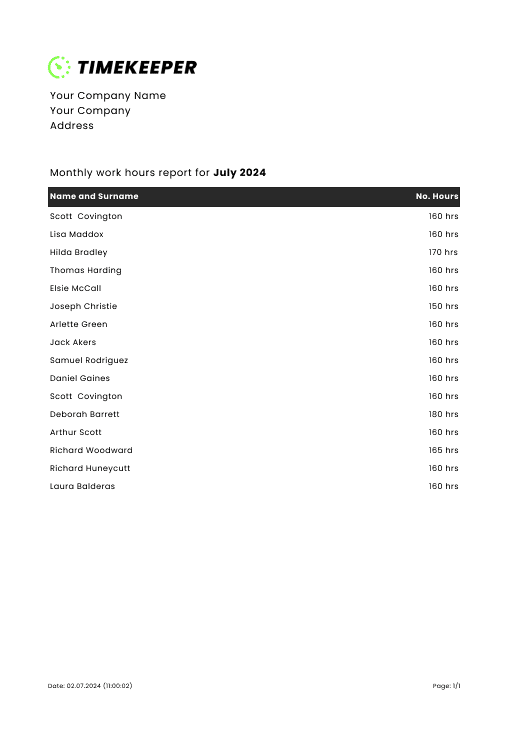 TIMEKEEPER
Your Company Name
Your Company
Address
Monthly work hours report for July 2024
Name and Surname No. Hours
Scott Covington 160 hrs
Lisa Maddox 160 hrs
Hilda Bradley 170 hrs
Thomas Harding 160 hrs
Elsie McCall 160 hrs
Joseph Christie 150 hrs
Arlette Green 160 hrs
Jack Akers 160 hrs
Samuel Rodriguez 160 hrs
Daniel Gaines 160 hrs
Scott Covington 160 hrs
Deborah Barrett 180 hrs
Arthur Scott 160 hrs
Richard Woodward 165 hrs
Richard Huneycutt 160 hrs
Laura Balderas 160 hrs
Date: 02.07.2024 (11:00:02) Page: 1/1